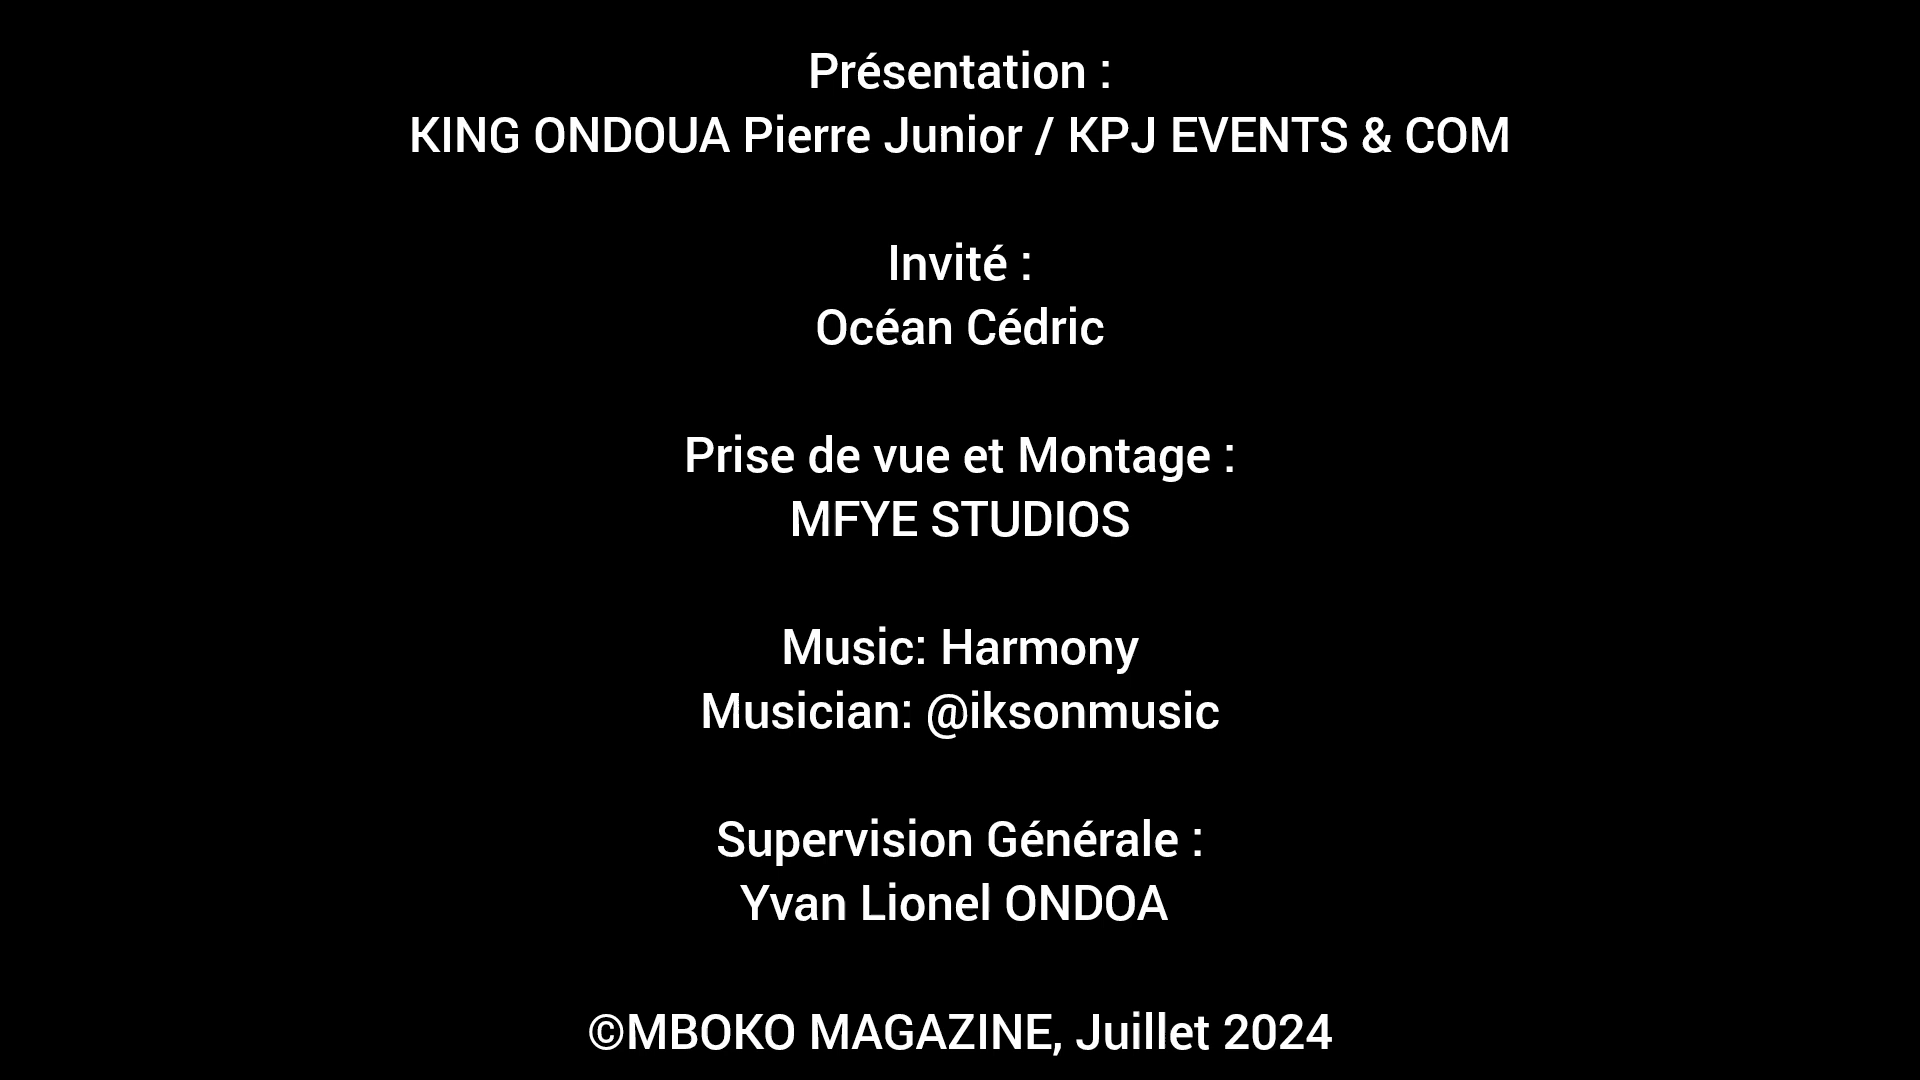 Présentation :
KING ONDOUA Pierre Junior / KPJ EVENTS & COM
Invité :
Océan Cédric
Prise de vue et Montage :
MFYE STUDIOS
Music: Harmony
Musician: @iksonmusic
Supervision Générale :
Yvan Lionel ONDOA
©MBOKO MAGAZINE, Juillet 2024